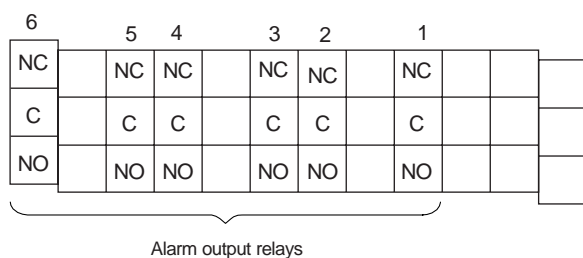 6 5 4 3 2 1
NC NC NC NC NC NC
C C C C C C
NO NO NO NO NO NO
Alarm output relays